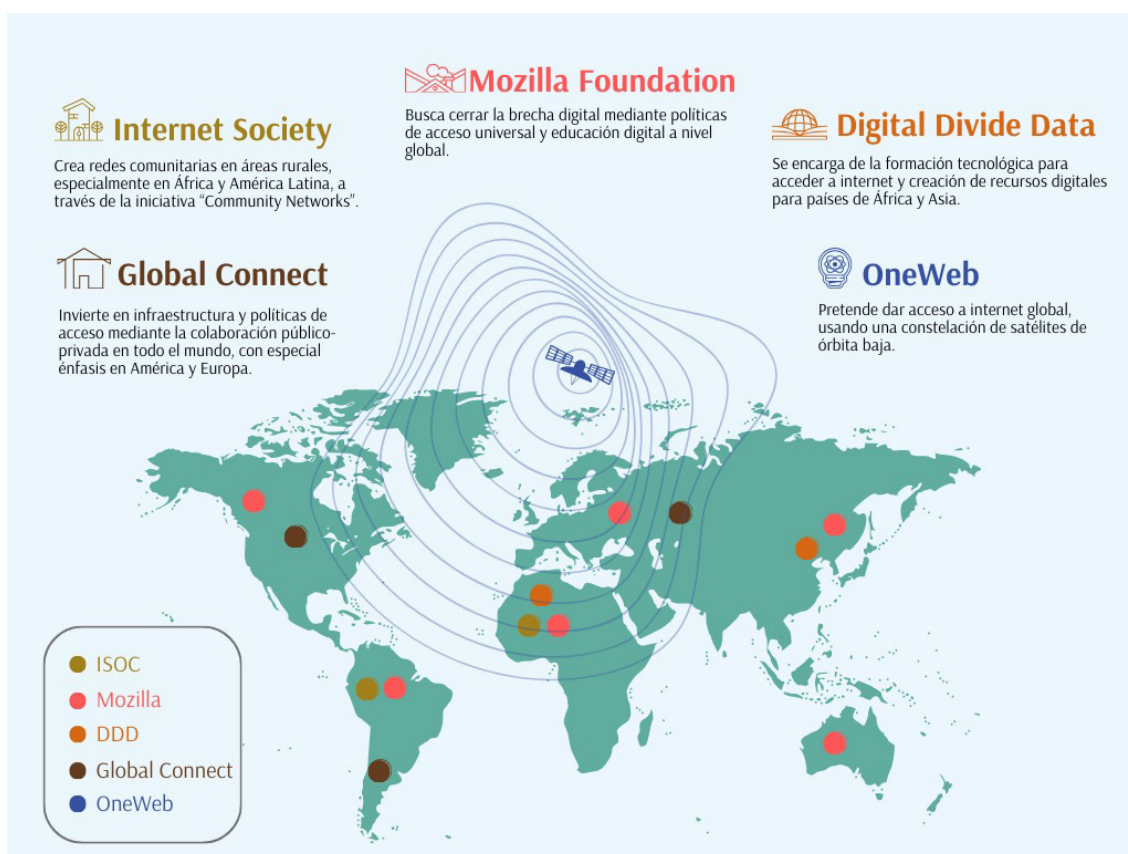 Mozilla Foundation
Busca cerrar la brecha digital mediante políticas
de acceso universal y educación digital a nivel
global.
Internet Society
Crea redes comunitarias en áreas rurales,
especialmente en África y América Latina, a
través de la iniciativa “Community Networks”.
Digital Divide Data
Se encarga de la formación tecnológica para
acceder a internet y creación de recursos digitales
para países de África y Asia.
Global Connect
Invierte en infraestructura y políticas de
acceso mediante la colaboración público-
privada en todo el mundo, con especial
énfasis en América y Europa.
OneWeb
Pretende dar acceso a internet global,
usando una constelación de satélites de
órbita baja.
ISOC
Mozilla
DDD
Global Connect
OneWeb